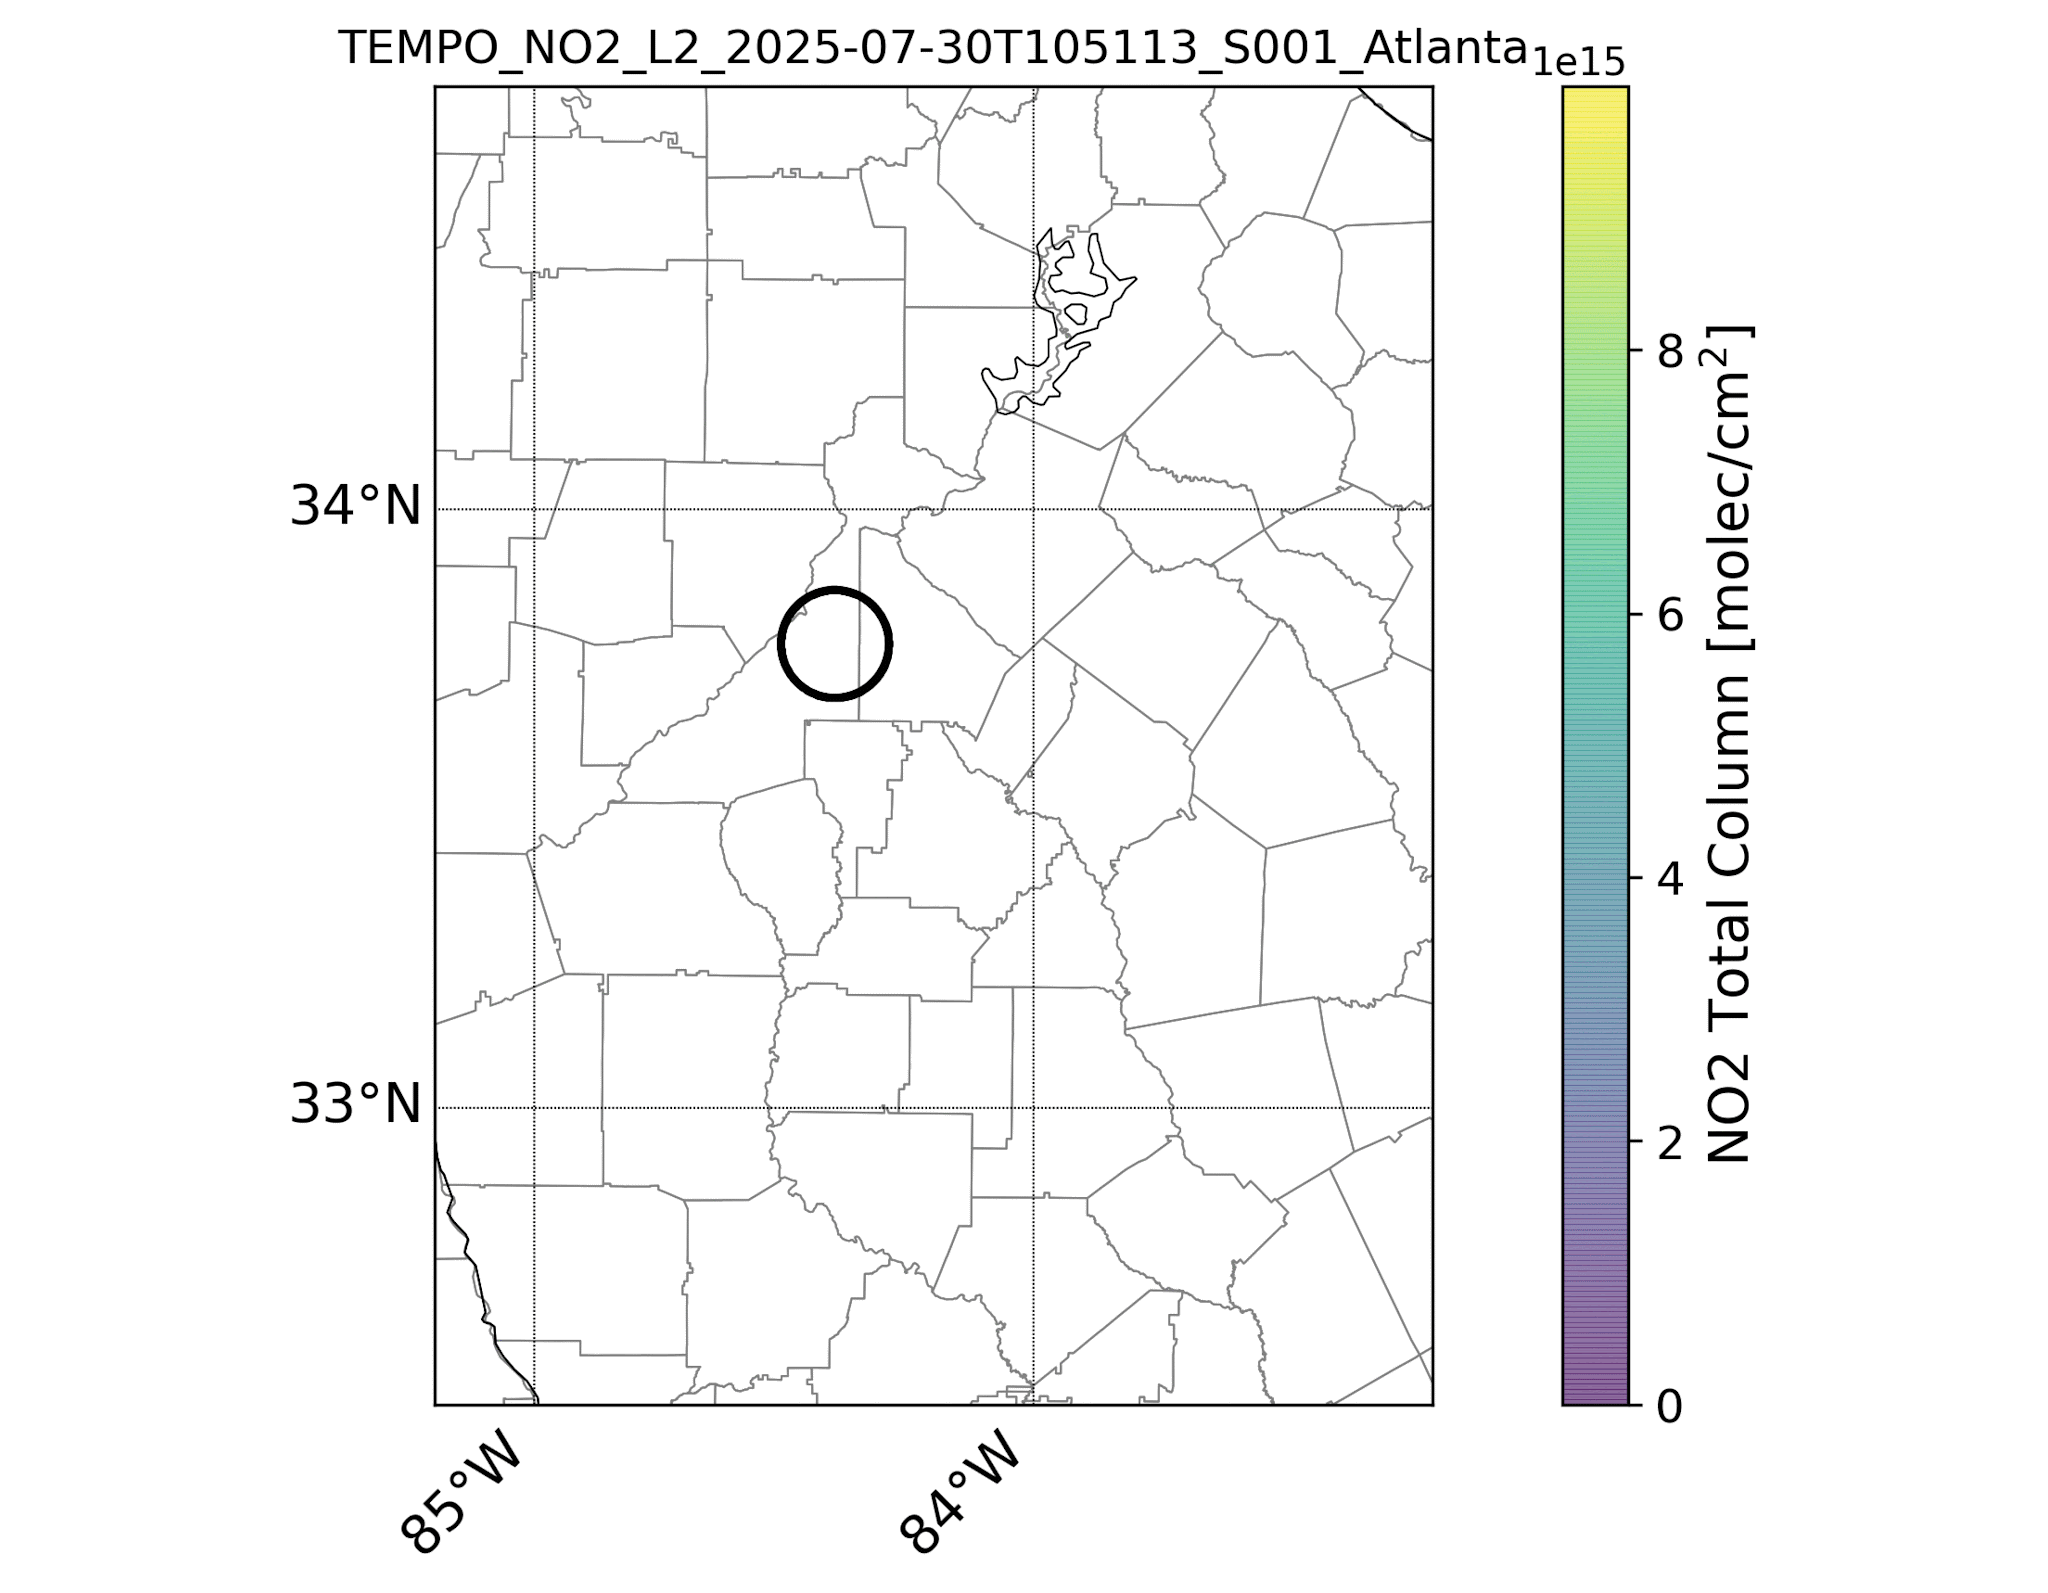 TEMPO_NO2_L2_2025-07-30T105113_S001_Atlanta
1e15
34°N
33°N
85°W
84°W
8
6
4
2
0
NO2 Total Column [molec/cm²]